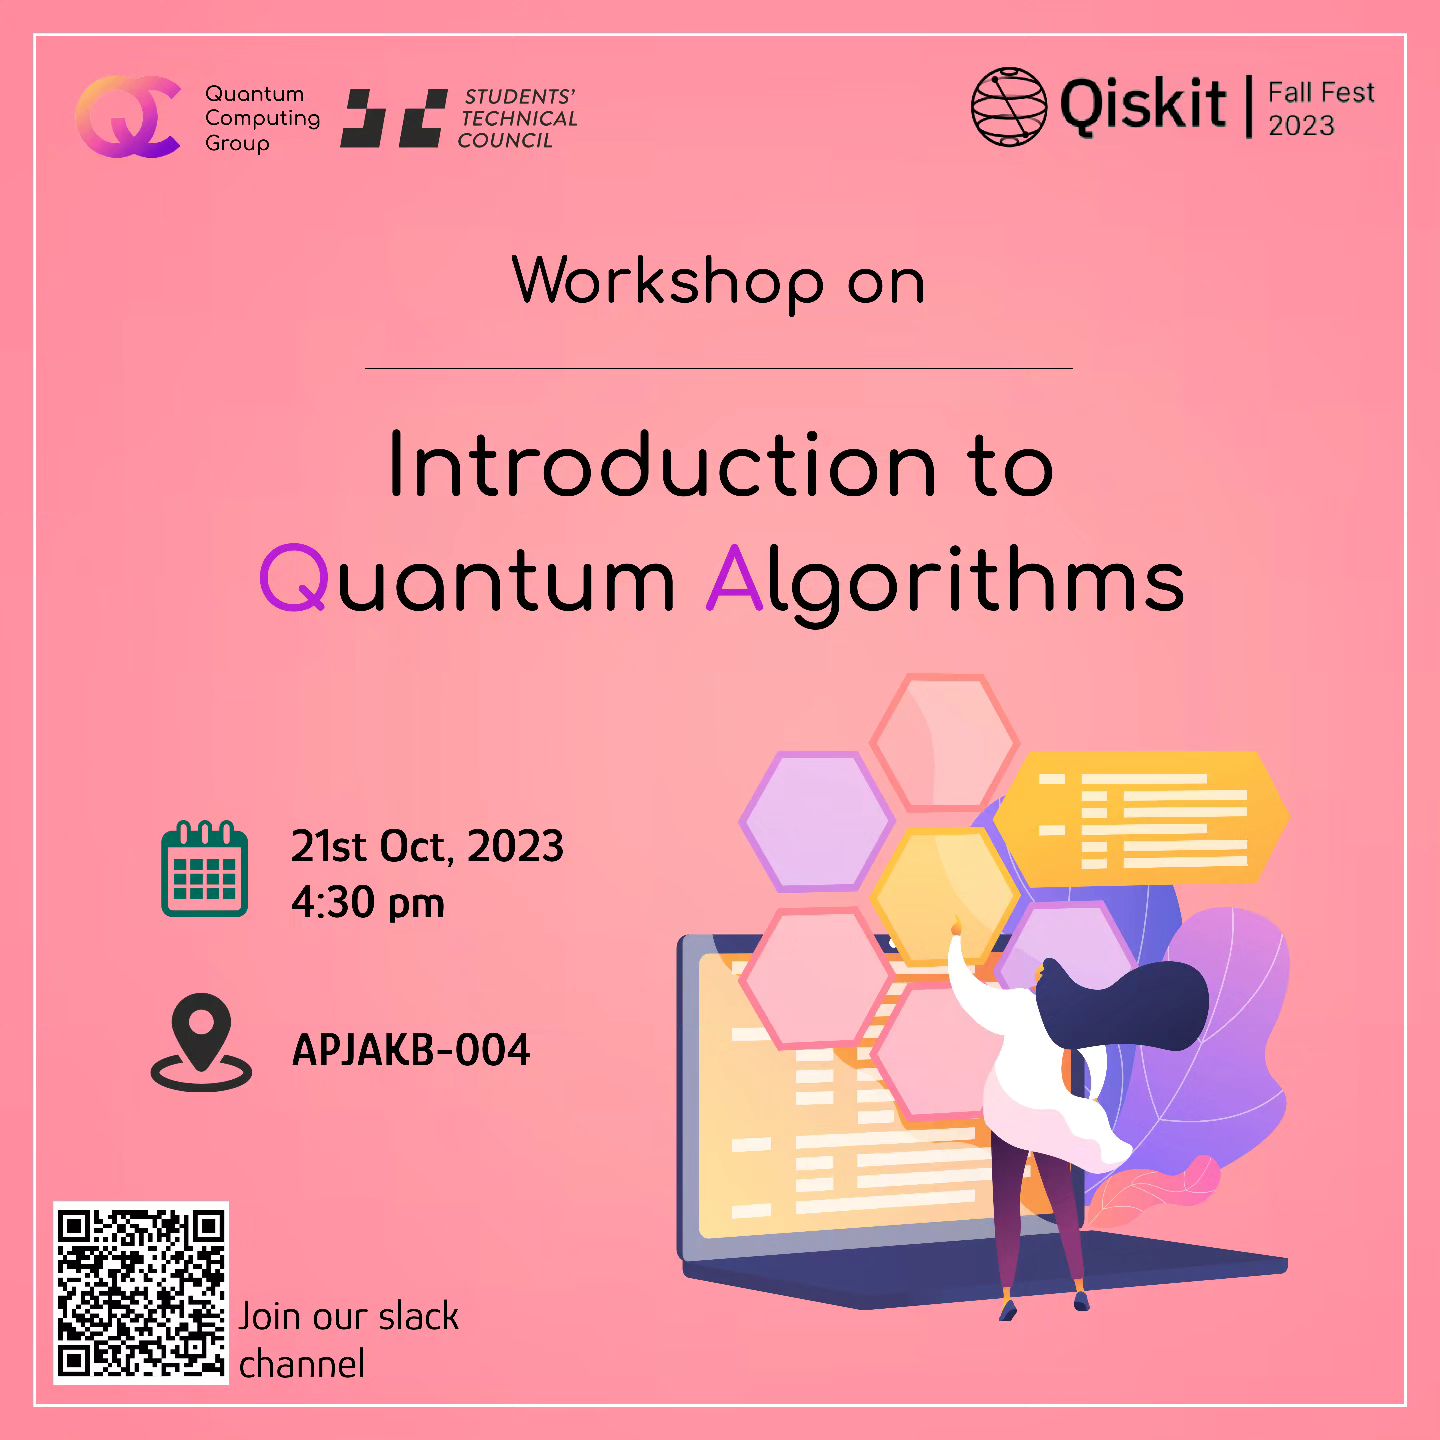 Quantum
Computing
Group
STUDENTS'
TECHNICAL
COUNCIL
Qiskit
Fall Fest
2023
Workshop on
Introduction to
Quantum Algorithms
21st Oct, 2023
4:30 pm
APJAKB-004
Join our slack
channel